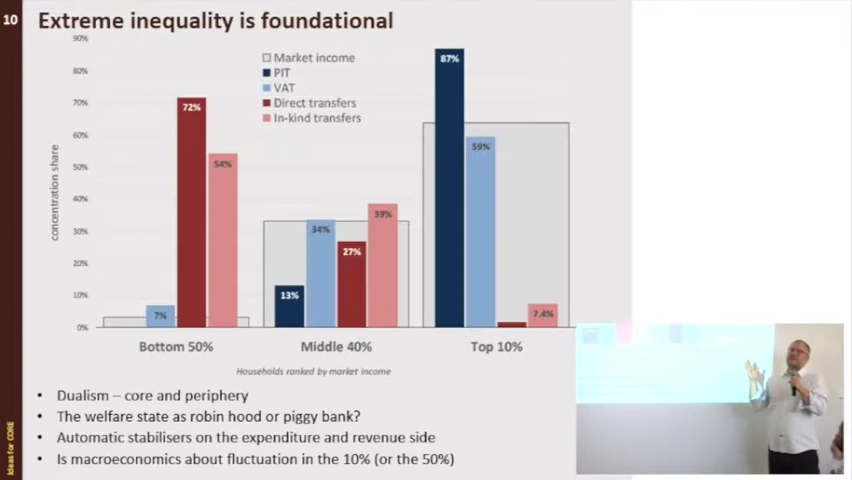 10
Extreme inequality is foundational
90%
80%
70%
60%
50%
40%
30%
20%
10%
0%
concentration share
Market income
PIT
VAT
Direct transfers
In-kind transfers
7%
72%
54%
13%
34%
27%
39%
87%
59%
7.4%
Bottom 50%
Middle 40%
Top 10%
Households ranked by market income
• Dualism – core and periphery
• The welfare state as robin hood or piggy bank?
• Automatic stabilisers on the expenditure and revenue side
• Is macroeconomics about fluctuation in the 10% (or the 50%)
Ideas for CORE